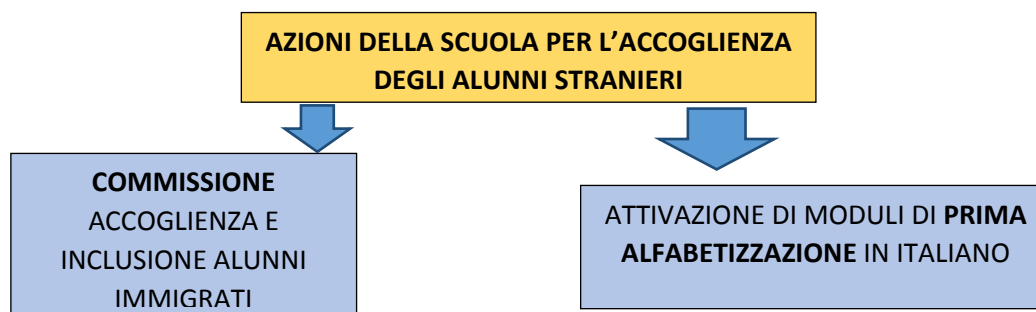 AZIONI DELLA SCUOLA PER L’ACCOGLIENZA
DEGLI ALUNNI STRANIERI
COMMISSIONE
ACCOGLIENZA E
INCLUSIONE ALUNNI
IMMIGRATI
ATTIVAZIONE DI MODULI DI PRIMA
ALFABETIZZAZIONE IN ITALIANO